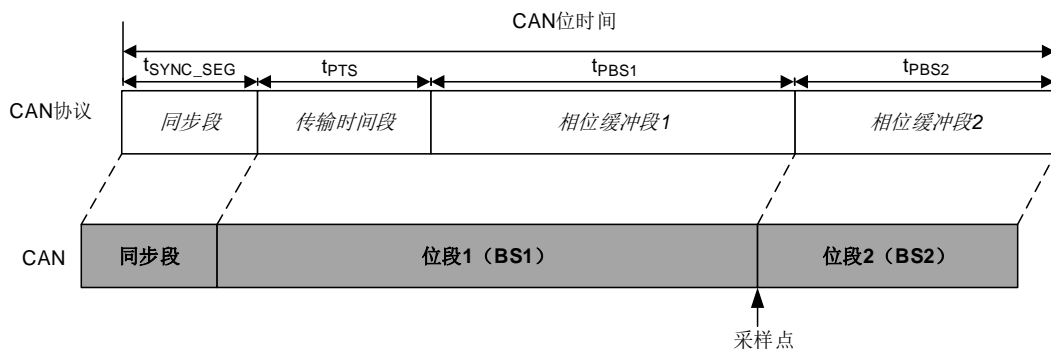 CAN位时间
tSYNC_SEG tPTS tPBS1 tPBS2
CAN协议 同步段 传输时间段 相位缓冲段1 相位缓冲段2
CAN 同步段 位段1（BS1） 位段2（BS2）
采样点